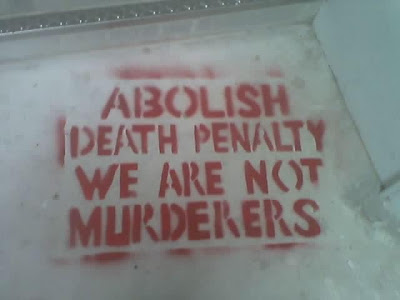 ABOLISH
DEATH PENALTY
WE ARE NOT
MURDERERS